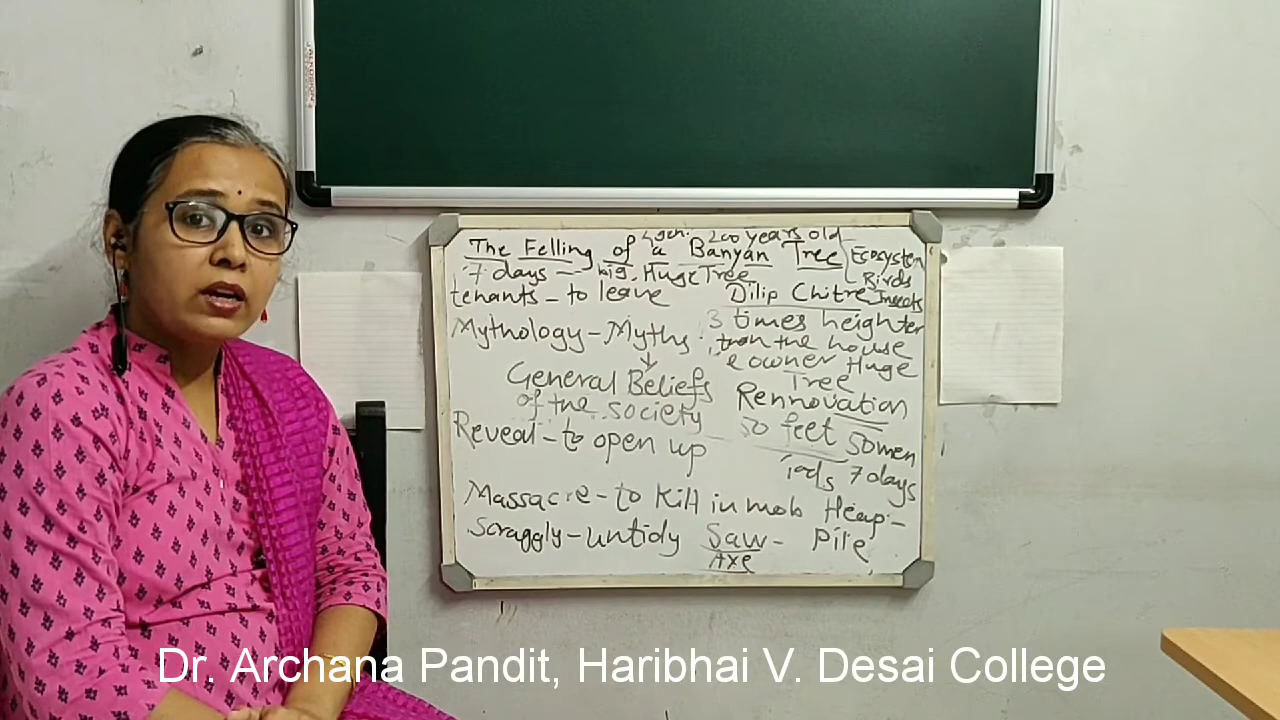 4 gen. 200 years old
The Felling of a Banyan Tree
Ecosystem
7 days - big. Huge Tree
Birds
tenants - to leave
Dilip Chitre
Insects
3 times heighter
Mythology - Myths
than the house
e owner Huge
Tree
General Beliefs
of the society
Rennovation
Reveal - to open up
50 feet 50men
7 days
Massacre - to kill in mob
Heap -
Scraggly - untidy
Saw -
Pile
Axe
Dr. Archana Pandit, Haribhai V. Desai College